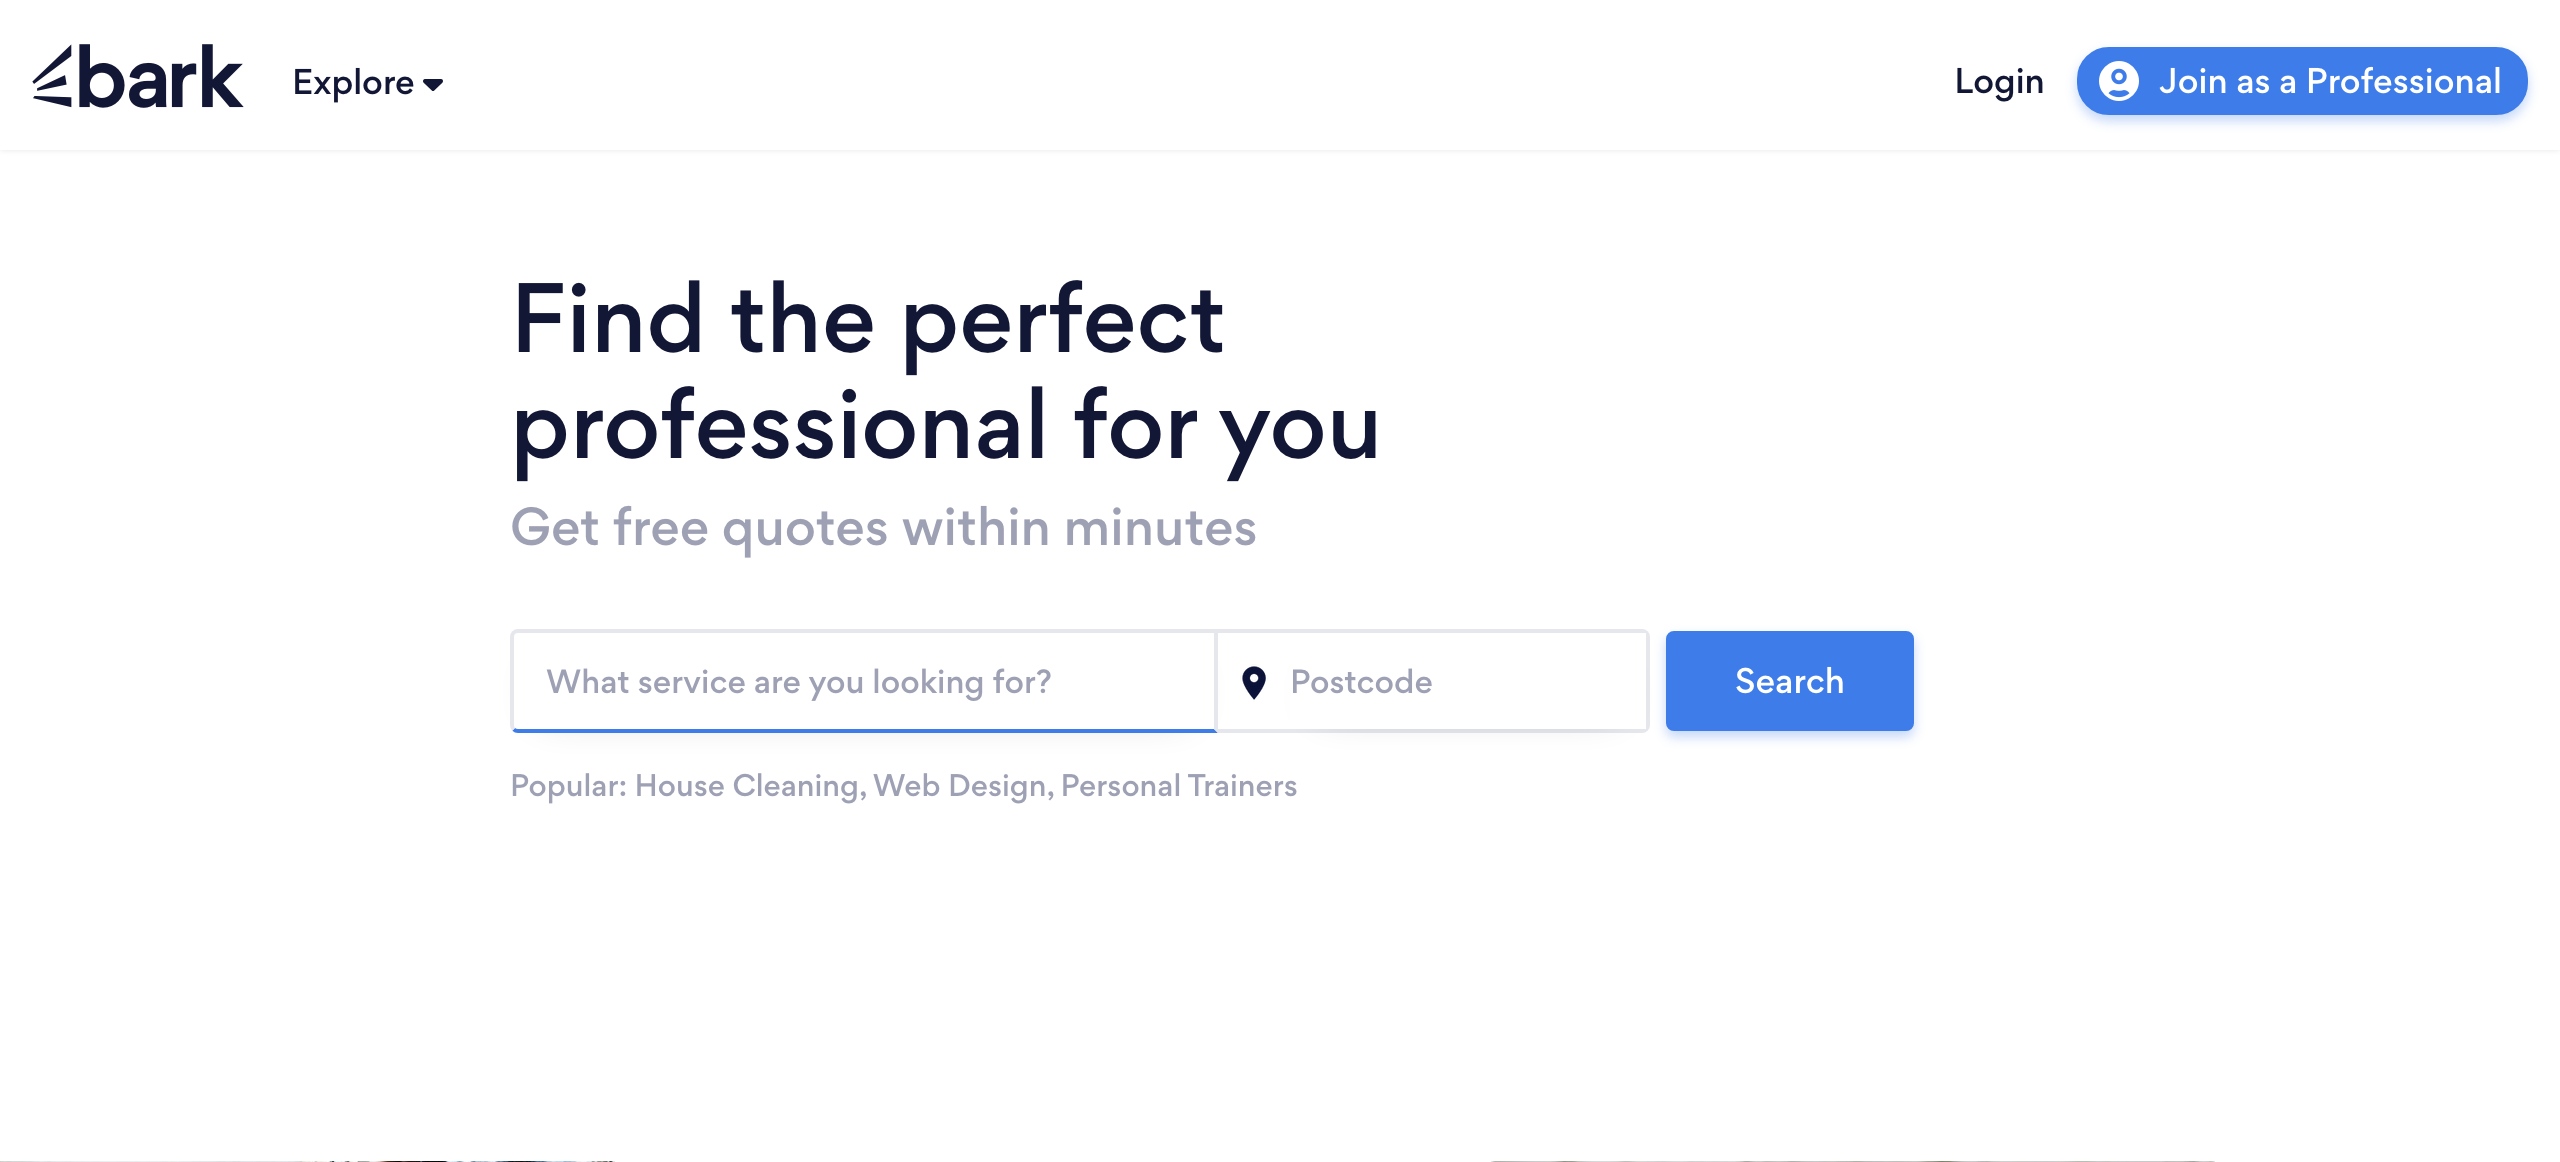 bark
Explore
Login
Join as a Professional
Find the perfect
professional for you
Get free quotes within minutes
What service are you looking for?
Postcode
Search
Popular: House Cleaning, Web Design, Personal Trainers